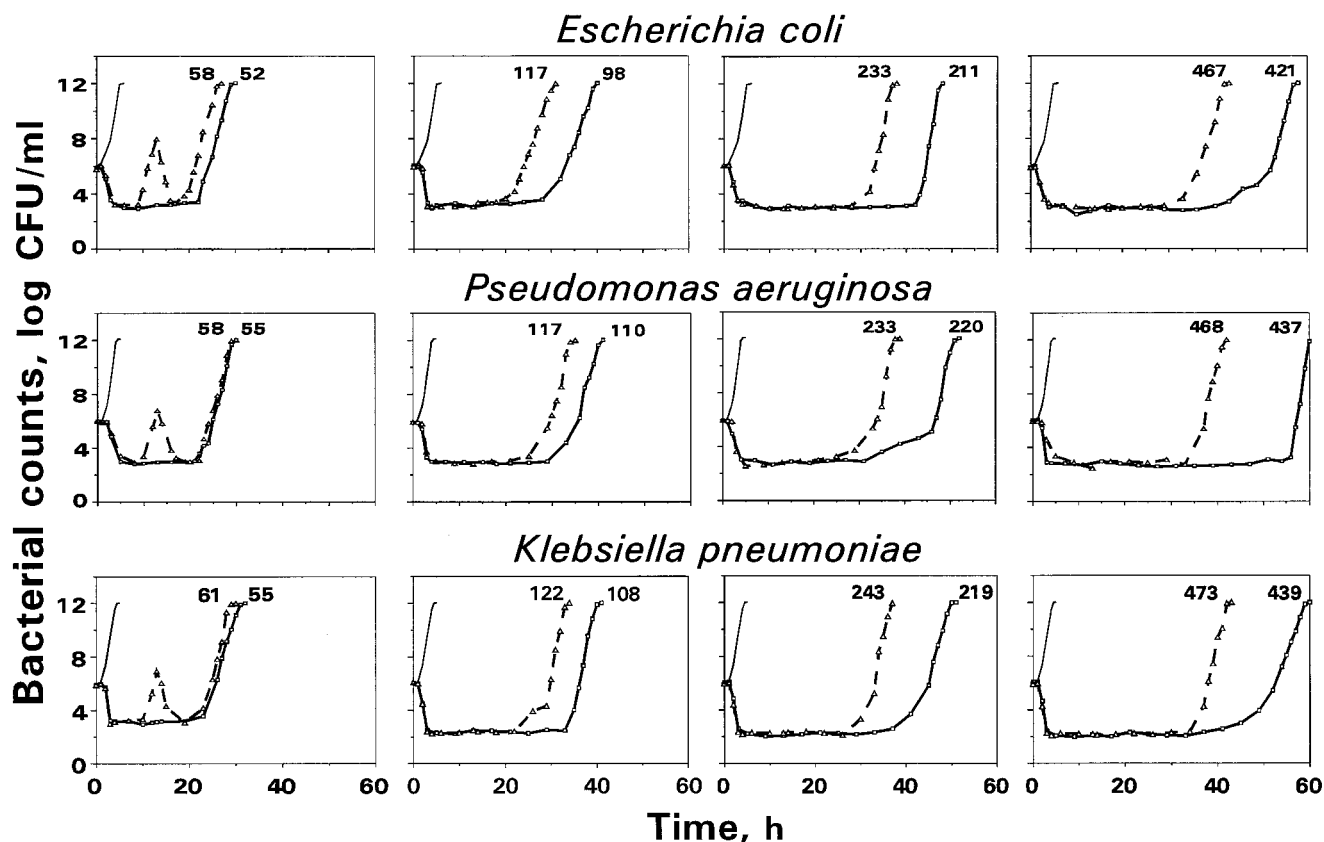 Escherichia coli
58 52
117 98
233 211
467 421
12
8
4
0
Pseudomonas aeruginosa
58 55
117 110
233 220
468 437
12
8
4
0
Klebsiella pneumoniae
61 55
122 108
243 219
473 439
12
8
4
0
0 20 40 60
0 20 40 60
0 20 40 60
0 20 40 60
Bacterial counts, log CFU/ml
Time, h